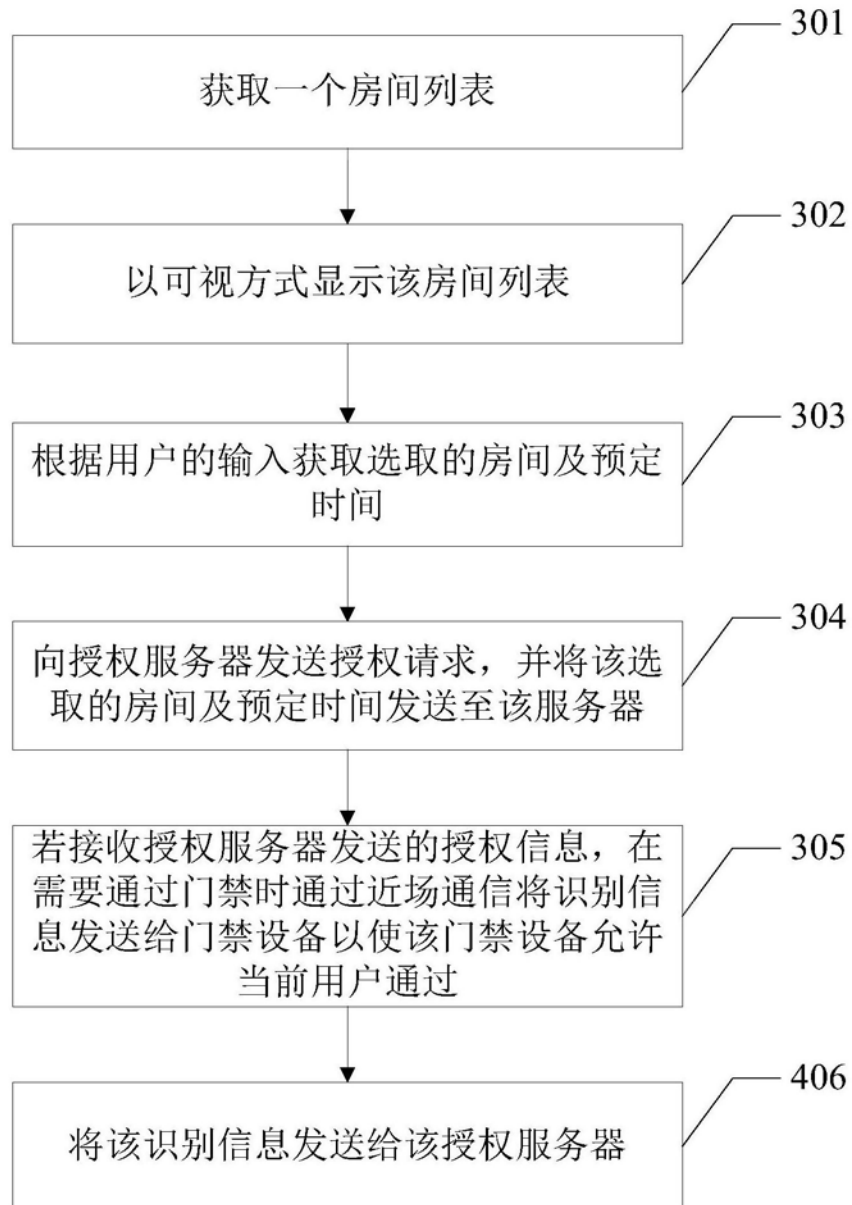 301
获取一个房间列表
302
以可视方式显示该房间列表
303
根据用户的输入获取选取的房间及预定
时间
304
向授权服务器发送授权请求，并将该选
取的房间及预定时间发送至该服务器
305
若接收授权服务器发送的授权信息，在
需要通过门禁时通过近场通信将识别信
息发送给门禁设备以使该门禁设备允许
当前用户通过
406
将该识别信息发送给该授权服务器